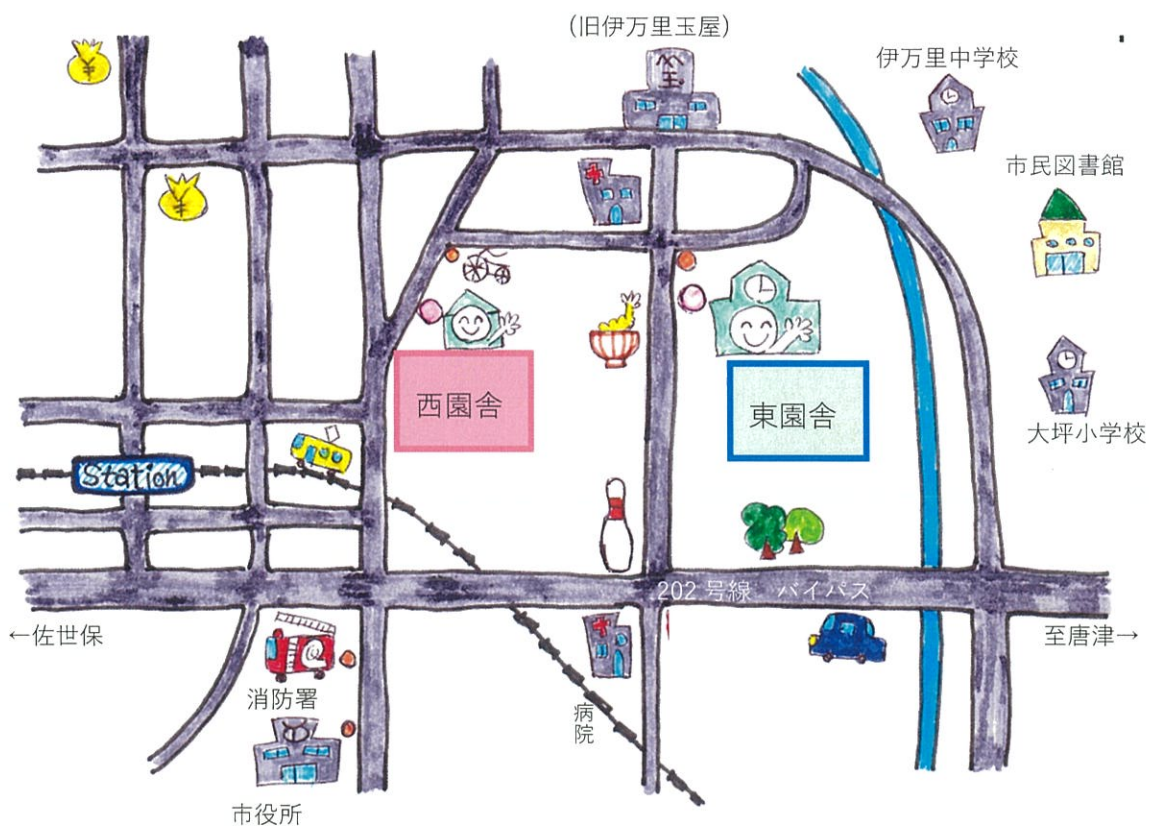 (旧伊万里玉屋)
伊万里中学校
¥
市民図書館
¥
西園舎
東園舎
大坪小学校
Station
202号線 バイパス
←佐世保
至唐津→
消防署
病院
市役所